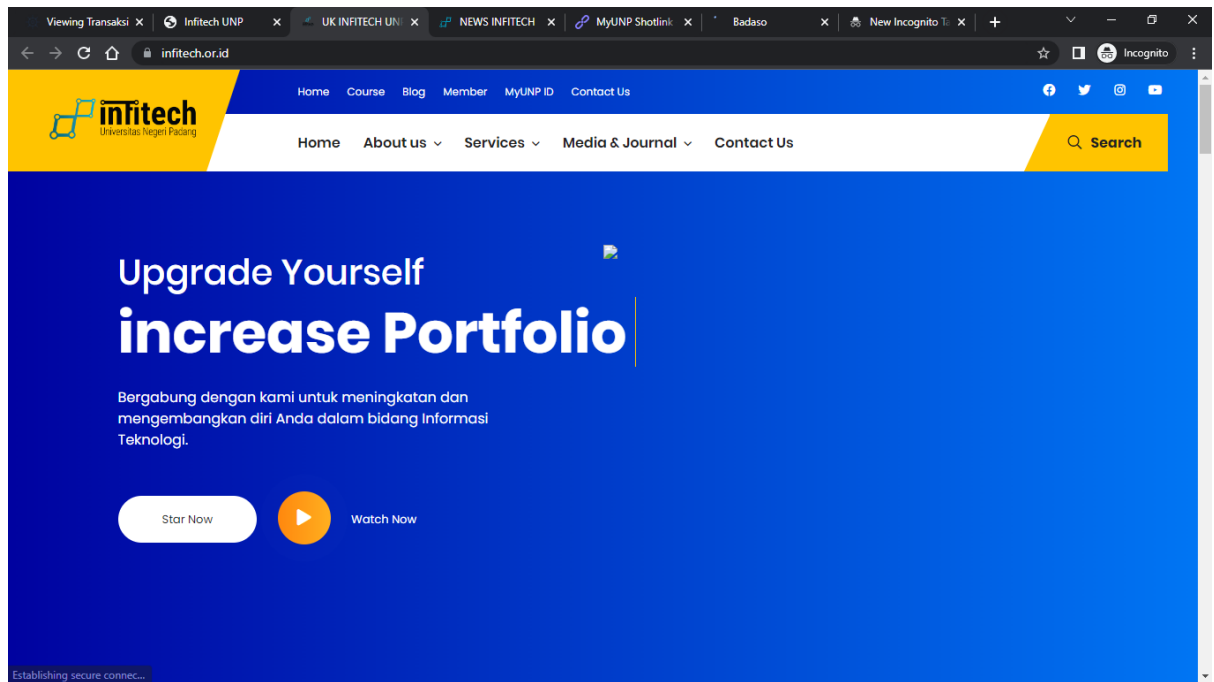 Viewing Transaksi
Infitech UNP
UK INFITECH UNI
NEWS INFITECH
MyUNP Shotlink
Badaso
New Incognito Ta
infitech.or.id
Incognito
infitech
Universitas Negeri Padang
Home Course Blog Member MyUNP ID Contact Us
Home About us Services Media & Journal Contact Us
Search
Upgrade Yourself
increase Portfolio
Bergabung dengan kami untuk meningkatan dan
mengembangkan diri Anda dalam bidang Informasi
Teknologi.
Star Now
Watch Now
Establishing secure connec...